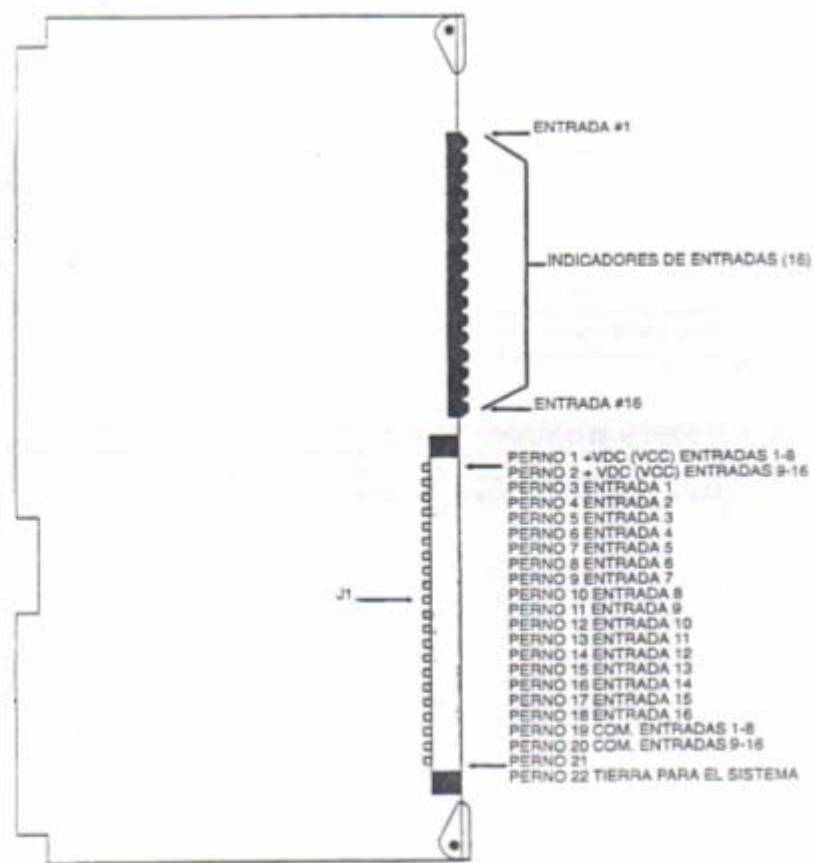 ENTRADA #1
INDICADORES DE ENTRADAS (16)
ENTRADA #16
PERNO 1 +VDC (VCC) ENTRADAS 1-8
PERNO 2 + VDC (VCC) ENTRADAS 9-16
PERNO 3 ENTRADA 1
PERNO 4 ENTRADA 2
PERNO 5 ENTRADA 3
PERNO 6 ENTRADA 4
PERNO 7 ENTRADA 5
PERNO 8 ENTRADA 6
PERNO 9 ENTRADA 7
J1
PERNO 10 ENTRADA 8
PERNO 11 ENTRADA 9
PERNO 12 ENTRADA 10
PERNO 13 ENTRADA 11
PERNO 14 ENTRADA 12
PERNO 15 ENTRADA 13
PERNO 16 ENTRADA 14
PERNO 17 ENTRADA 15
PERNO 18 ENTRADA 16
PERNO 19 COM. ENTRADAS 1-8
PERNO 20 COM. ENTRADAS 9-16
PERNO 21
PERNO 22 TIERRA PARA EL SISTEMA